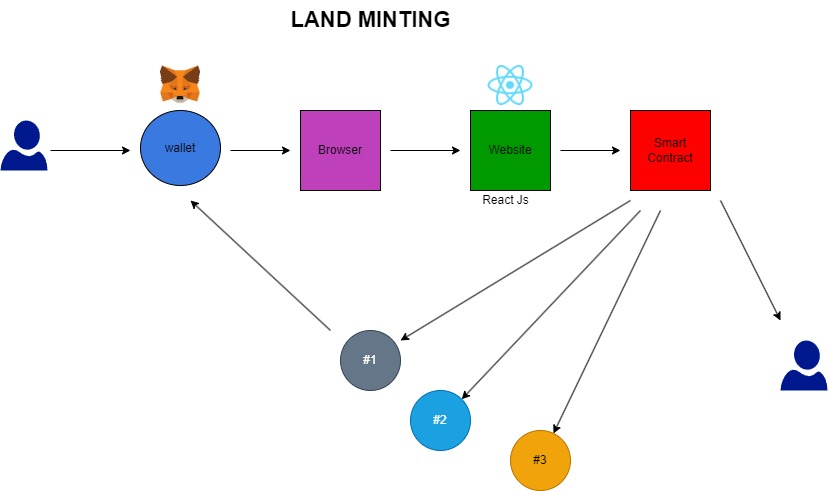 LAND MINTING
wallet
Browser
Website
Smart
Contract
React Js
#1
#2
#3